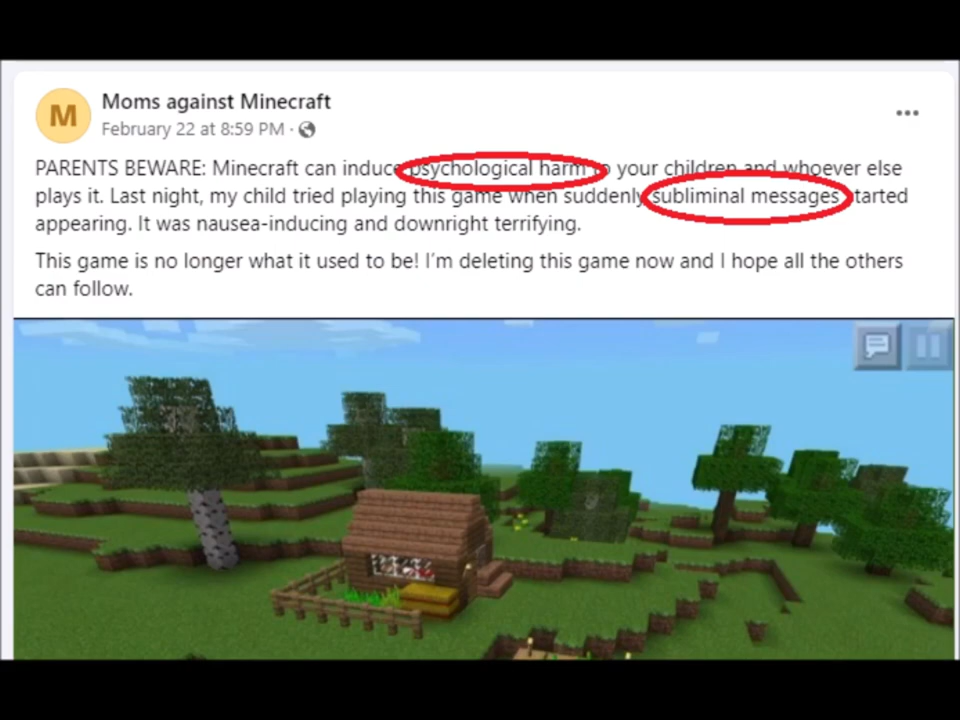 M
Moms against Minecraft
February 22 at 8:59 PM ·
PARENTS BEWARE: Minecraft can induce psychological harm to your children and whoever else
plays it. Last night, my child tried playing this game when suddenly subliminal messages started
appearing. It was nausea-inducing and downright terrifying.
This game is no longer what it used to be! I'm deleting this game now and I hope all the others
can follow.